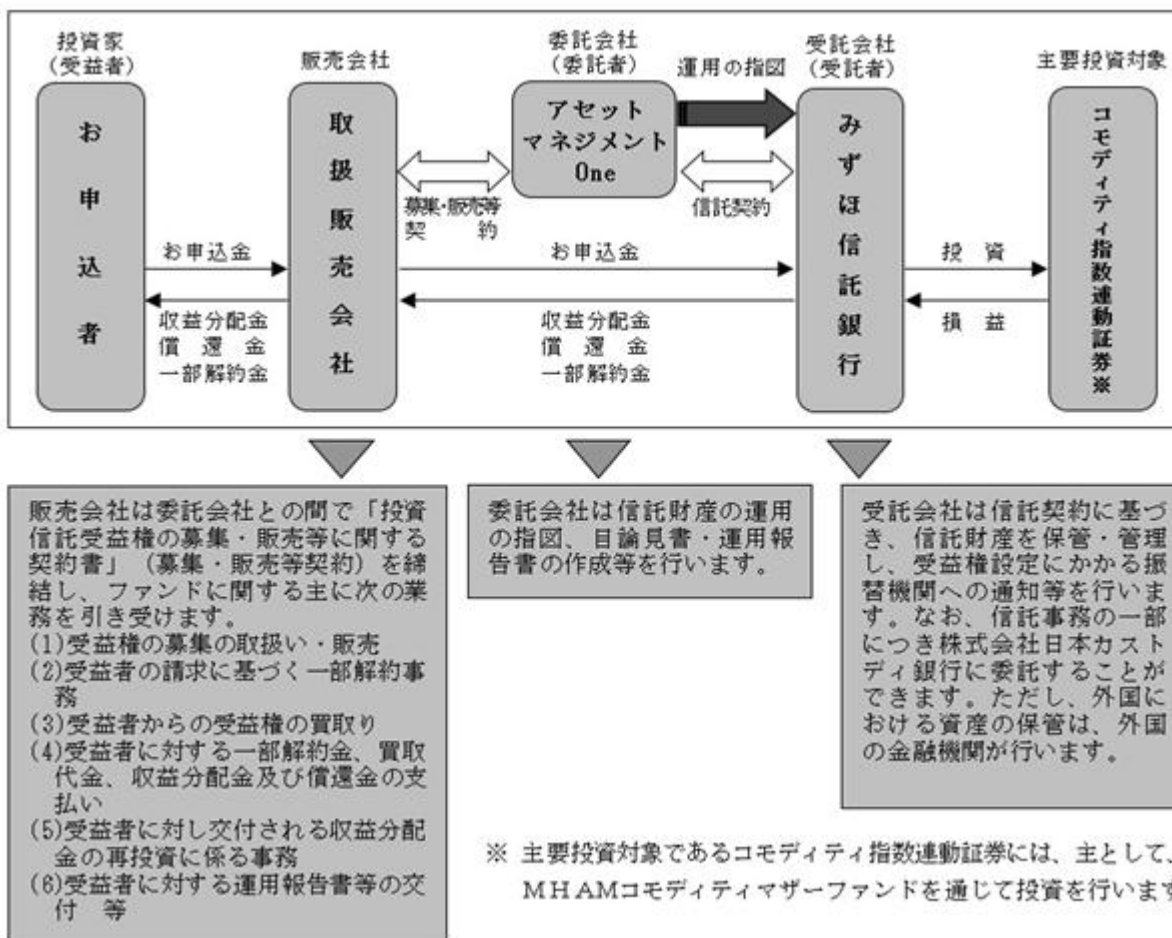 投資家
（受益者）
お申込者
販売会社
取扱販売会社
委託会社
（委託者）
アセット
マネジメント
One
運用の指図
受託会社
（受託者）
みずほ信託銀行
主要投資対象
コモディティ指数連動証券※
募集・販売等
契　　約
信託契約
お申込金
収益分配金
償　還　金
一部解約金
お申込金
収益分配金
償　還　金
一部解約金
投　資
損　益
販売会社は委託会社との間で「投資
信託受益権の募集・販売等に関する
契約書」（募集・販売等契約）を締
結し、ファンドに関する主に次の業
務を引き受けます。
(1)受益権の募集の取扱い・販売
(2)受益者の請求に基づく一部解約事
務
(3)受益者からの受益権の買取り
(4)受益者に対する一部解約金、買取
代金、収益分配金及び償還金の支
払い
(5)受益者に対し交付される収益分配
金の再投資に係る事務
(6)受益者に対する運用報告書等の交
付　等
委託会社は信託財産の運用
の指図、目論見書・運用報
告書の作成等を行います。
受託会社は信託契約に基づ
き、信託財産を保管・管理
し、受益権設定にかかる振
替機関への通知等を行いま
す。なお、信託事務の一部
につき株式会社日本カスト
ディ銀行に委託することが
できます。ただし、外国に
おける資産の保管は、外国
の金融機関が行います。
※ 主要投資対象であるコモディティ指数連動証券には、主として、
ＭＨＡＭコモディティマザーファンドを通じて投資を行います